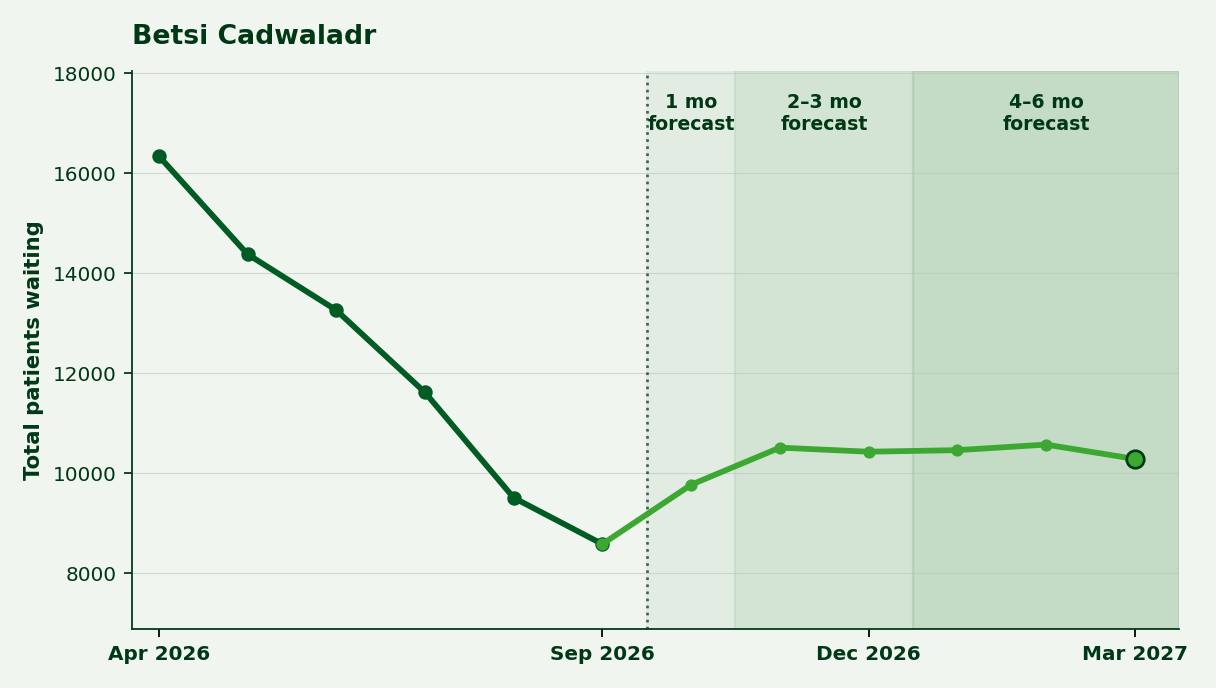 Betsi Cadwaladr
Total patients waiting
18000
16000
14000
12000
10000
8000
1 mo
forecast
2–3 mo
forecast
4–6 mo
forecast
Apr 2026
Sep 2026
Dec 2026
Mar 2027